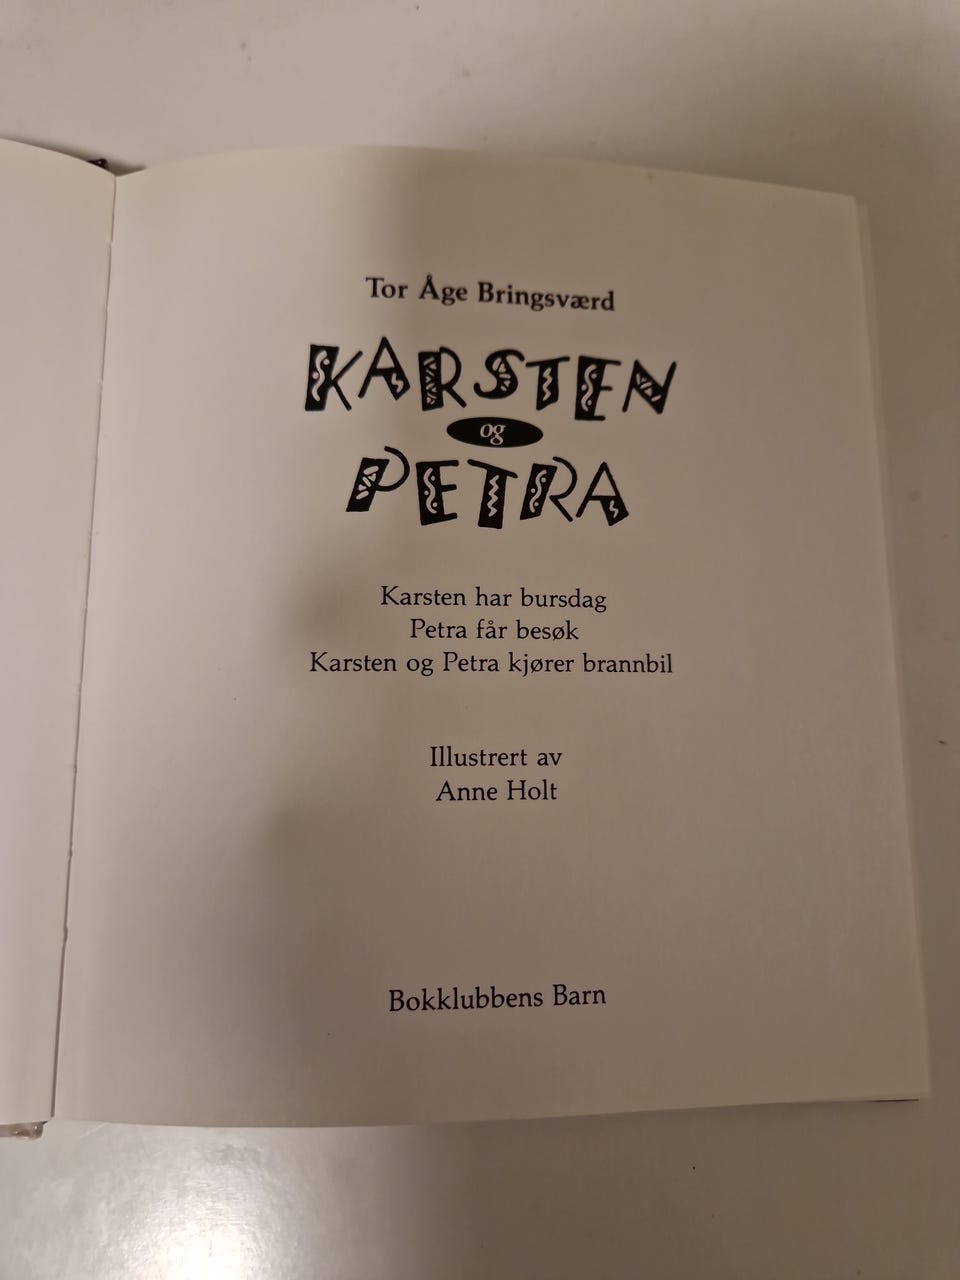 Tor Åge Bringsværd
KARSTEN
og
PETRA
Karsten har bursdag
Petra får besøk
Karsten og Petra kjører brannbil
Illustrert av
Anne Holt
Bokklubbens Barn